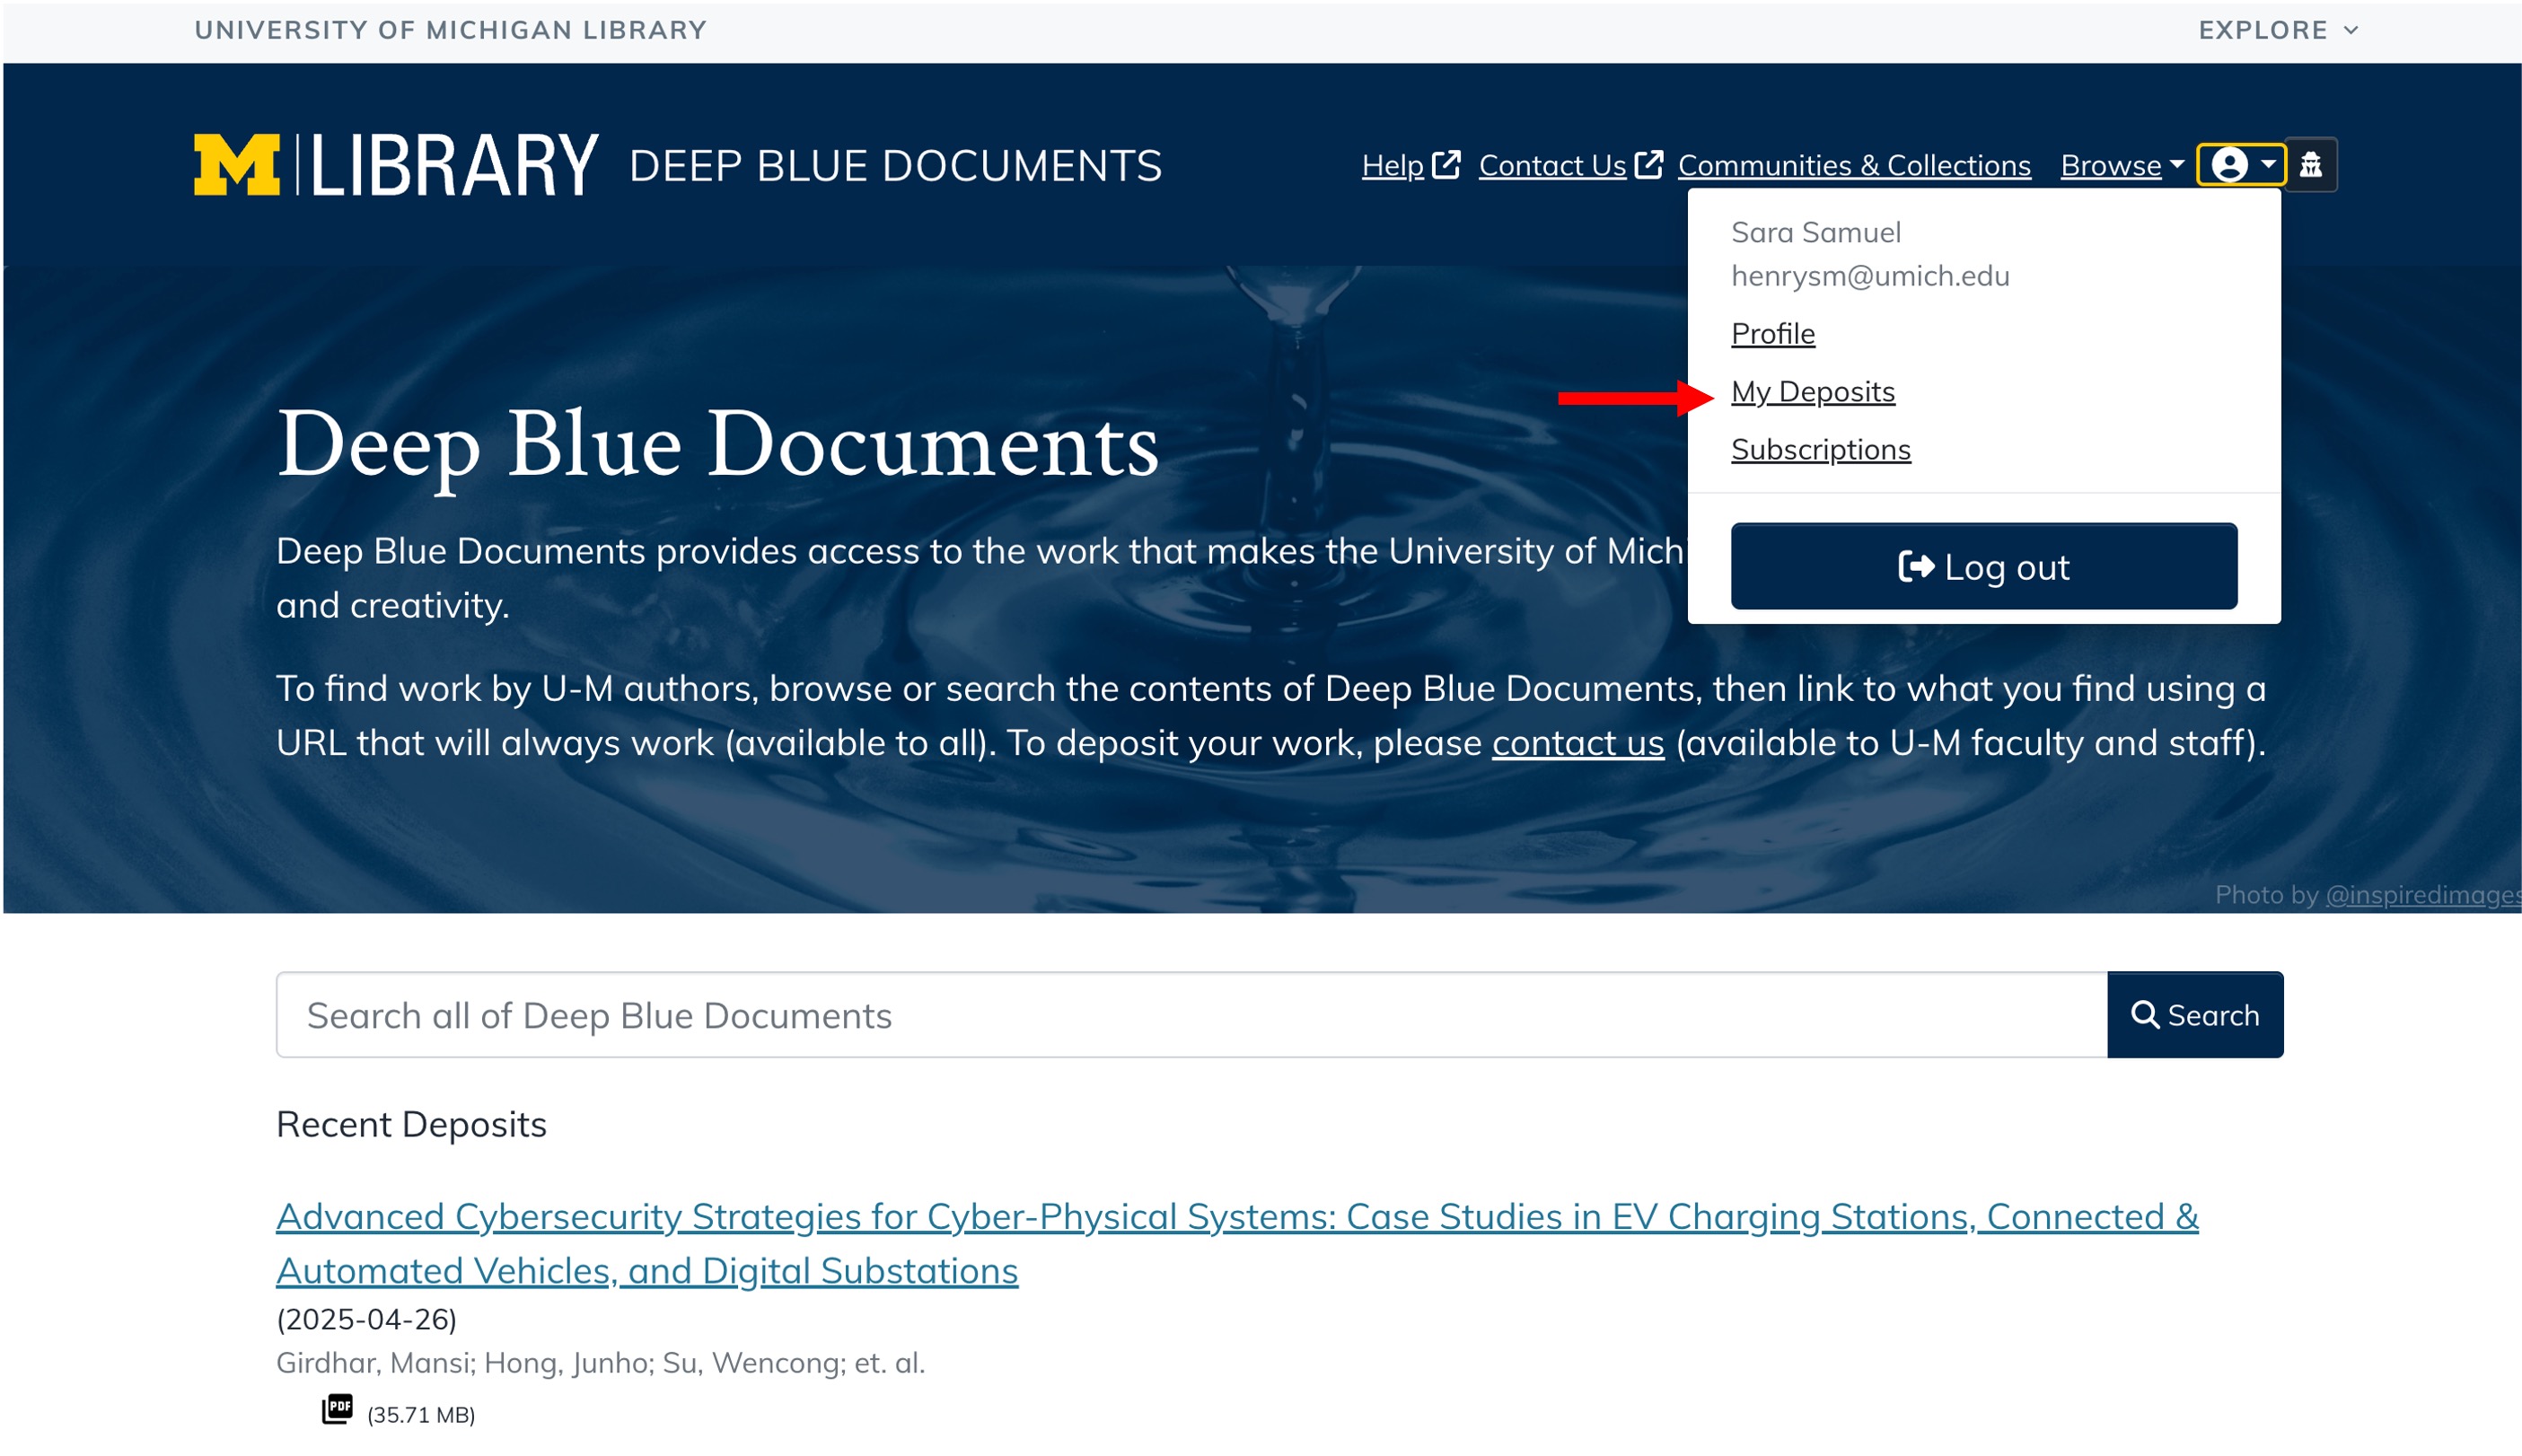 UNIVERSITY OF MICHIGAN LIBRARY
EXPLORE
M LIBRARY DEEP BLUE DOCUMENTS
Help Contact Us Communities & Collections Browse
Sara Samuel
henrysm@umich.edu
Profile
My Deposits
Subscriptions
Log out
Deep Blue Documents
Deep Blue Documents provides access to the work that makes the University of Mich
and creativity.
To find work by U-M authors, browse or search the contents of Deep Blue Documents, then link to what you find using a
URL that will always work (available to all). To deposit your work, please contact us (available to U-M faculty and staff).
Photo by @inspiredimages
Search all of Deep Blue Documents
Search
Recent Deposits
Advanced Cybersecurity Strategies for Cyber-Physical Systems: Case Studies in EV Charging Stations, Connected &
Automated Vehicles, and Digital Substations
(2025-04-26)
Girdhar, Mansi; Hong, Junho; Su, Wencong; et. al.
PDF (35.71 MB)